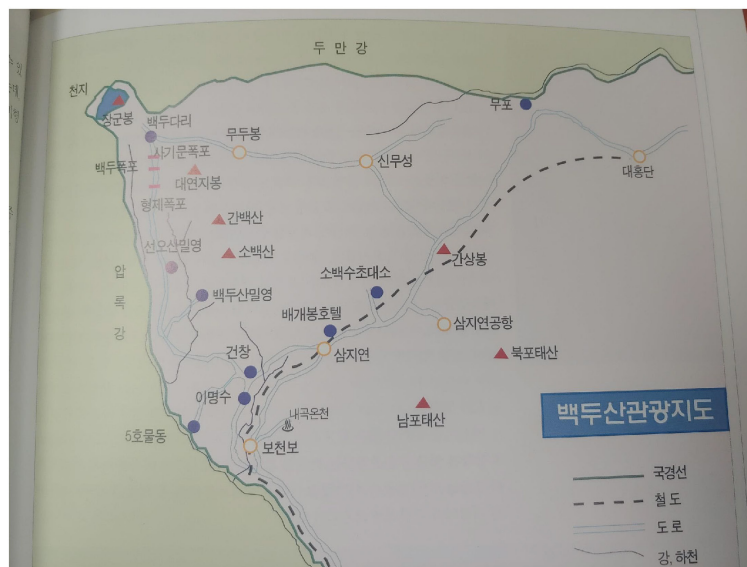 두만강
천지
장군봉
백두다리
무포
무두봉
사기문폭포
신무성
백두폭포
대홍단
대연지봉
형제폭포
간백산
선오산밀영
소백산
간상봉
압록강
소백수초대소
백두산밀영
배개봉호텔
삼지연공항
건창
삼지연
북포태산
이명수
내곡온천
남포태산
5호물동
보천보
백두산관광지도
국경선
철도
도로
강, 하천